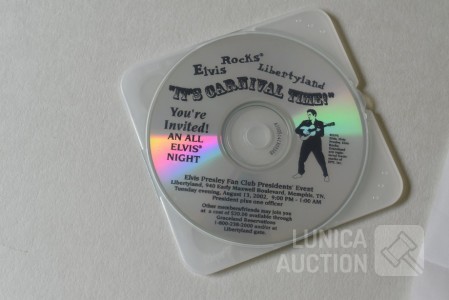 Elvis Rocks® Libertyland
"IT'S CARNIVAL TIME!"
You're
Invited!
AN ALL
ELVIS®
NIGHT
Elvis Presley Fan Club Presidents' Event
Libertyland, 940 Early Maxwell Boulevard, Memphis, TN.
Tuesday evening, August 13, 2002, 9:00 PM - 1:00 AM
President plus one officer!
Other members/friends may join you
at a cost of $20.00 available through
Graceland Reservations
1-800-238-2000 and/or at
Libertyland gate.
LUNICA
AUCTION